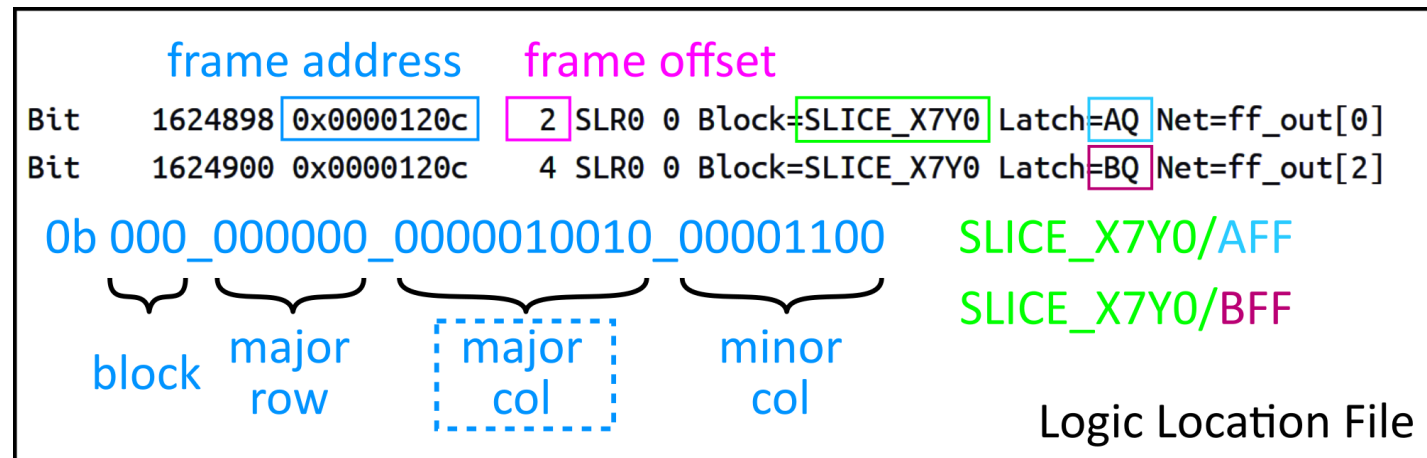 frame address frame offset
Bit 1624898 0x0000120c 2 SLR0 0 Block=SLICE_X7Y0 Latch=AQ Net=ff_out[0]
Bit 1624900 0x0000120c 4 SLR0 0 Block=SLICE_X7Y0 Latch=BQ Net=ff_out[2]
0b 000_000000_0000010010_00001100 SLICE_X7Y0/AFF
SLICE_X7Y0/BFF
block major row major col minor col
Logic Location File